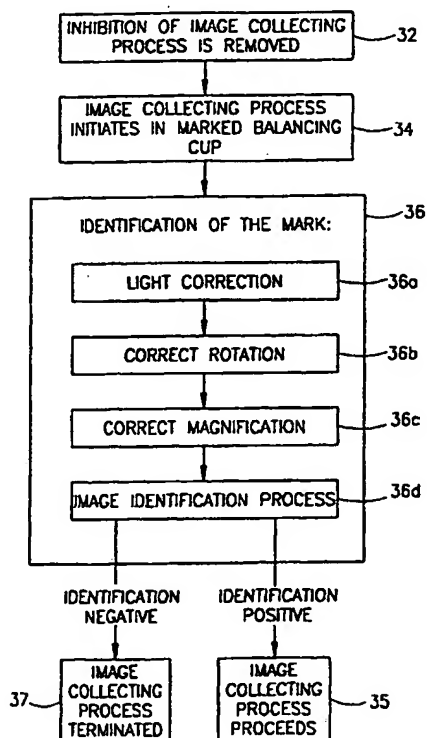 INHIBITION OF IMAGE COLLECTING
PROCESS IS REMOVED
32
IMAGE COLLECTING PROCESS
INITIATES IN MARKED BALANCING
CUP
34
36
IDENTIFICATION OF THE MARK:
LIGHT CORRECTION
36a
CORRECT ROTATION
36b
CORRECT MAGNIFICATION
36c
IMAGE IDENTIFICATION PROCESS
36d
IDENTIFICATION
NEGATIVE
IDENTIFICATION
POSITIVE
37
IMAGE
COLLECTING
PROCESS
TERMINATED
IMAGE
COLLECTING
PROCESS
PROCEEDS
35